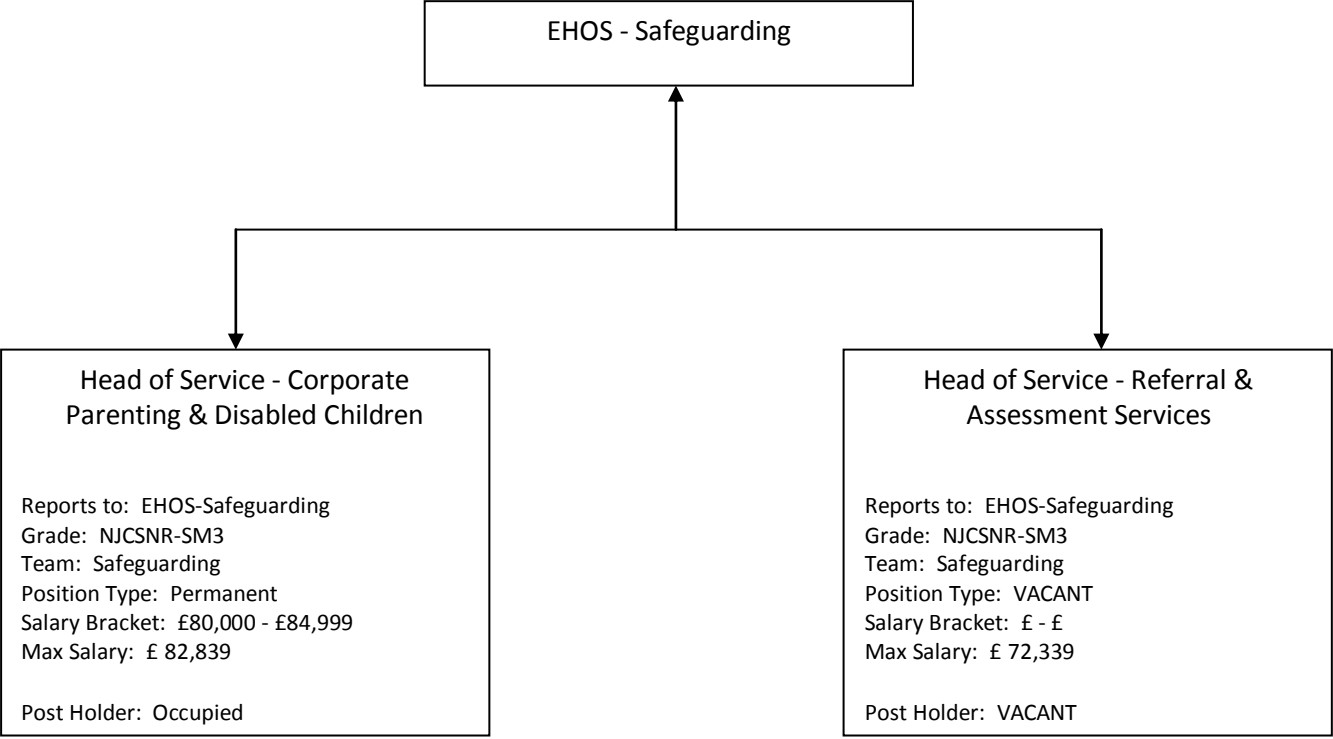 EHOS - Safeguarding
Head of Service - Corporate
Parenting & Disabled Children
Reports to: EHOS-Safeguarding
Grade: NJCSNR-SM3
Team: Safeguarding
Position Type: Permanent
Salary Bracket: £80,000 - £84,999
Max Salary: £ 82,839
Post Holder: Occupied
Head of Service - Referral &
Assessment Services
Reports to: EHOS-Safeguarding
Grade: NJCSNR-SM3
Team: Safeguarding
Position Type: VACANT
Salary Bracket: £ - £
Max Salary: £ 72,339
Post Holder: VACANT